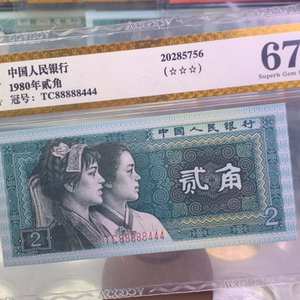 中国人民银行
1980年贰角
冠号：TC88888444
20285756
(☆☆☆)
67
Superb Gem
中国人民银行
贰角
2
2
TC88888444